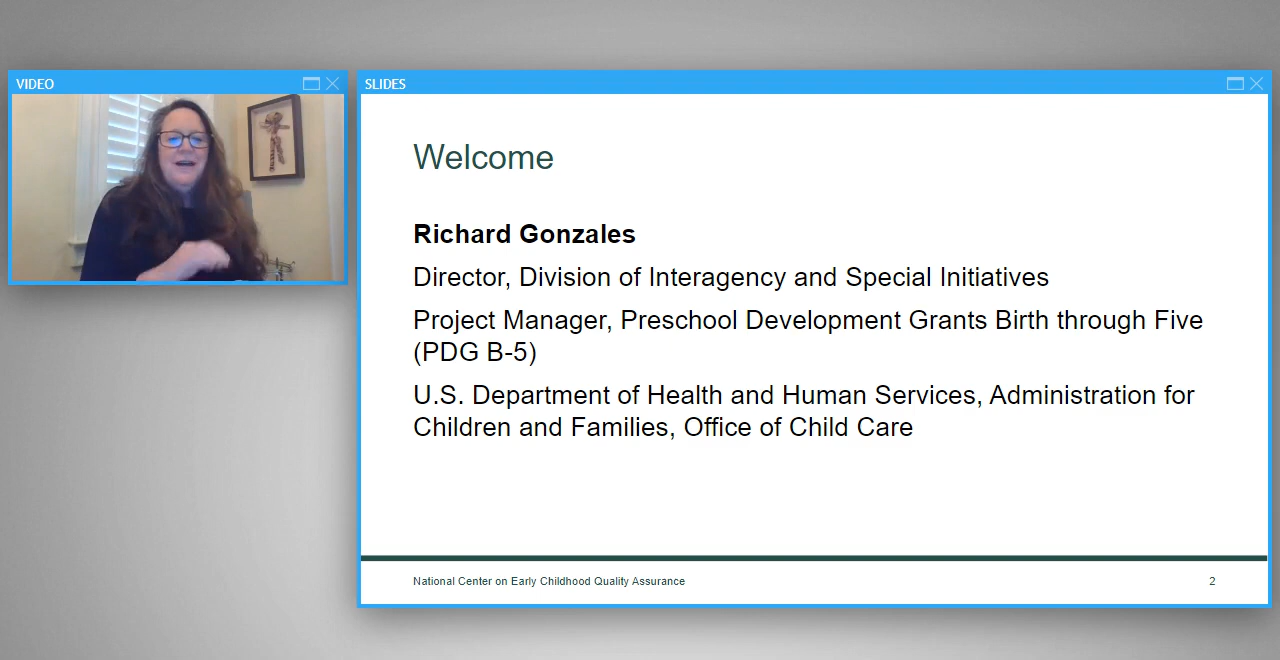 VIDEO
SLIDES
Welcome
Richard Gonzales
Director, Division of Interagency and Special Initiatives
Project Manager, Preschool Development Grants Birth through Five
(PDG B-5)
U.S. Department of Health and Human Services, Administration for
Children and Families, Office of Child Care
National Center on Early Childhood Quality Assurance
2